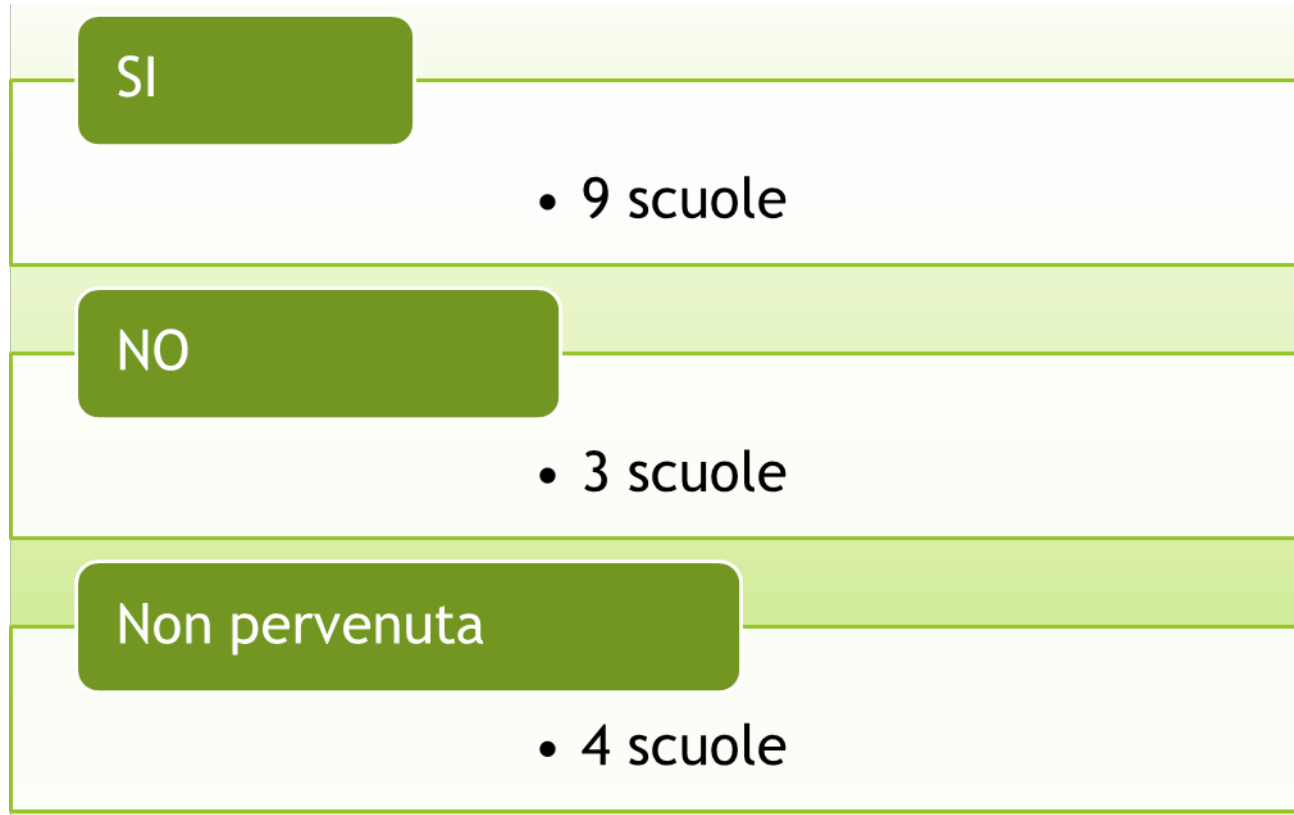 SI
• 9 scuole
NO
• 3 scuole
Non pervenuta
• 4 scuole